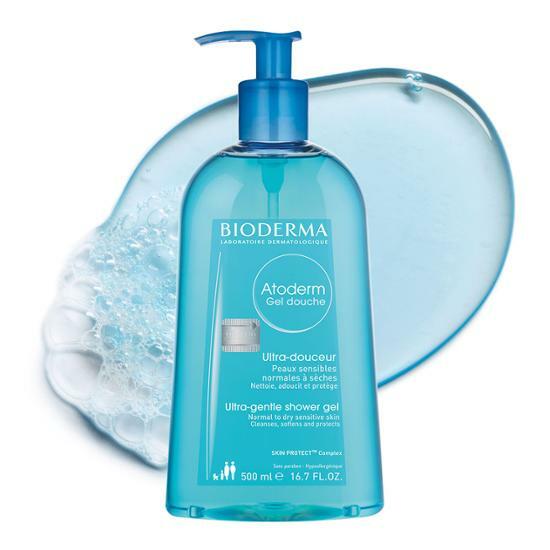 BIODERMA
LABORATOIRE DERMATOLOGIQUE
Atoderm
Gel douche
Ultra-douceur
Peaux sensibles
normales à sèches
Nettoie, adoucit et protège
Ultra-gentle shower gel
Normal to dry sensitive skin
Cleanses, softens and protects
SKIN PROTECT™ Complex
Sans paraben - Hypoallergénique
500 ml ℮ 16.7 FL.OZ.